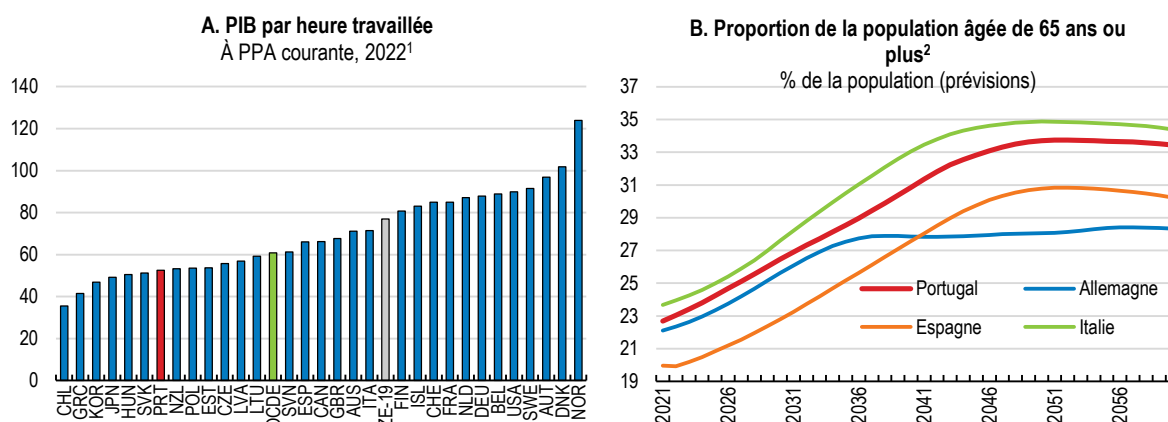 A. PIB par heure travaillée
À PPA courante, 2022¹
140
120
100
80
60
40
20
0
CHL
GRC
KOR
JPN
HUN
SVK
PRT
NZL
POL
EST
CZE
LVA
LTU
OCDE
SVN
ESP
CAN
GBR
AUS
ITA
ZE-19
FIN
ISL
CHE
FRA
NLD
DEU
BEL
USA
SWE
AUT
DNK
NOR
B. Proportion de la population âgée de 65 ans ou
plus²
% de la population (prévisions)
37
35
33
31
29
27
25
23
21
19
Portugal
Allemagne
Espagne
Italie
2021
2026
2031
2036
2041
2046
2051
2056